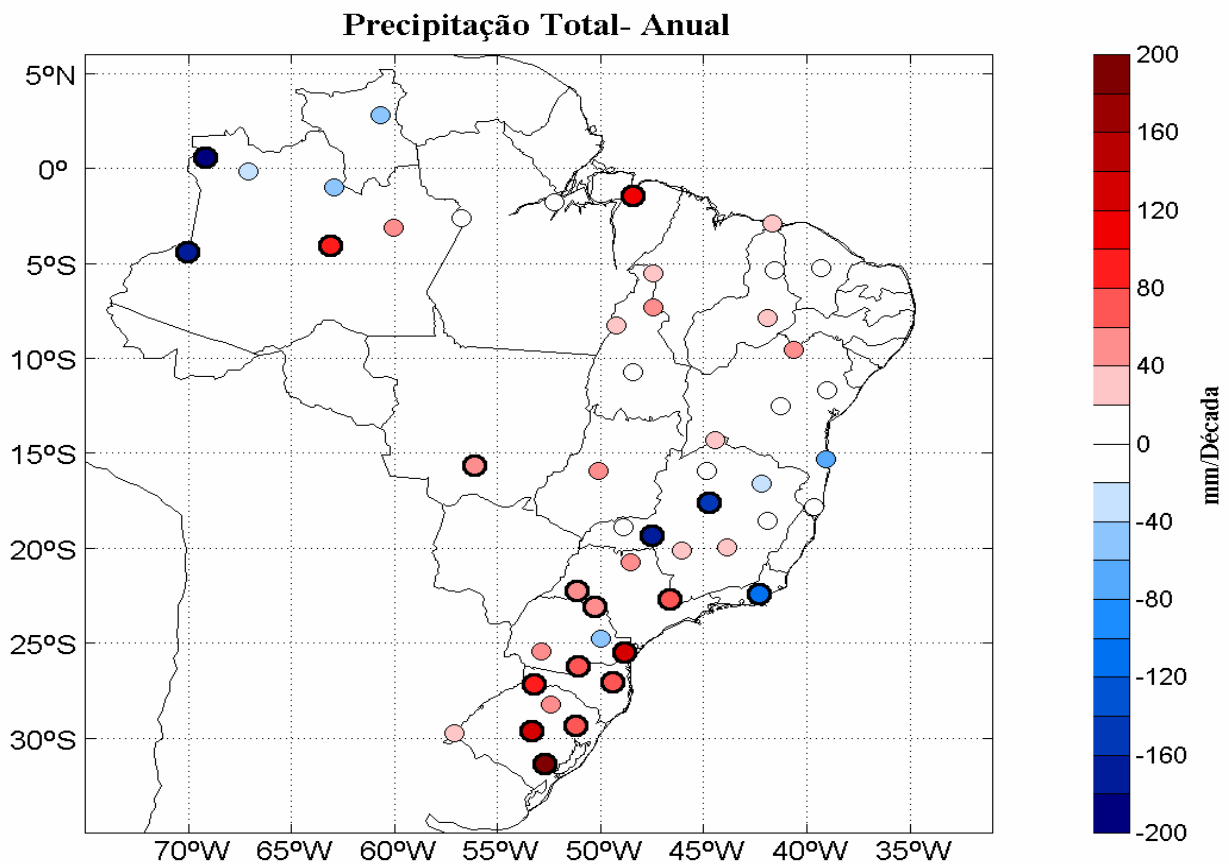 Precipitação Total- Anual
5ºN
0º
5ºS
10ºS
15ºS
20ºS
25ºS
30ºS
70ºW 65ºW 60ºW 55ºW 50ºW 45ºW 40ºW 35ºW
200
160
120
80
40
0
-40
-80
-120
-160
-200
mm/Década